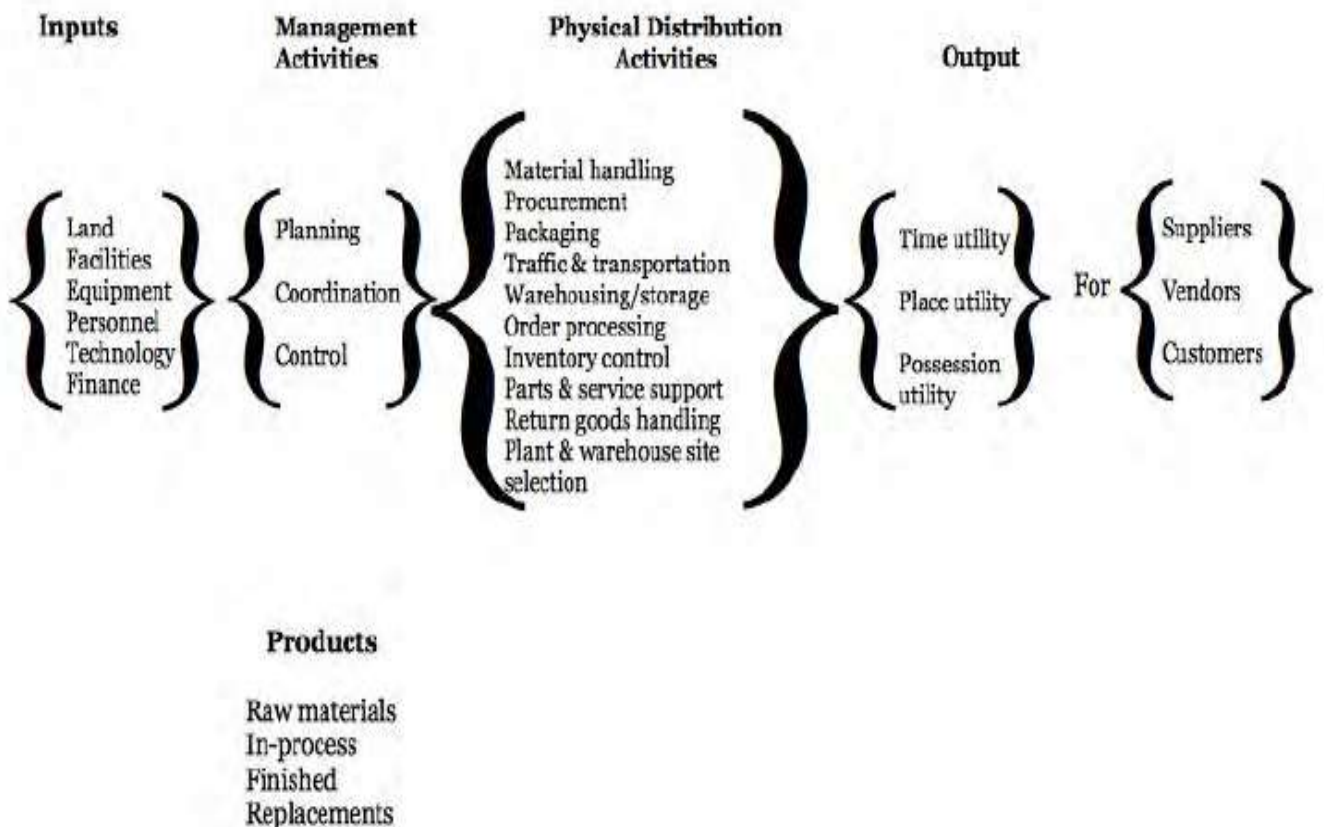 Inputs
Management
Activities
Physical Distribution
Activities
Output
Land
Facilities
Equipment
Personnel
Technology
Finance
Planning
Coordination
Control
Material handling
Procurement
Packaging
Traffic & transportation
Warehousing/storage
Order processing
Inventory control
Parts & service support
Return goods handling
Plant & warehouse site
selection
Time utility
Place utility
Possession
utility
For
Suppliers
Vendors
Customers
Products
Raw materials
In-process
Finished
Replacements